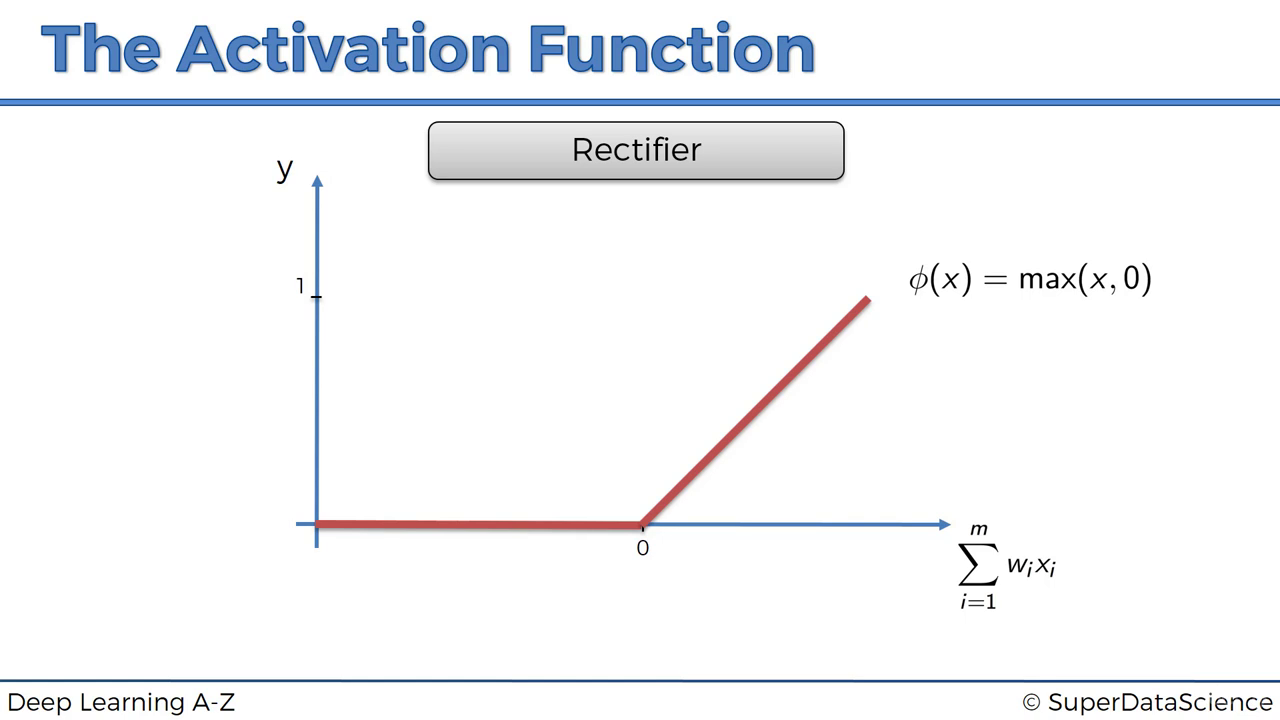 The Activation Function
Rectifier
y
1
ϕ(x) = max(x, 0)
0
m
∑ wᵢxᵢ
i=1
Deep Learning A-Z
© SuperDataScience